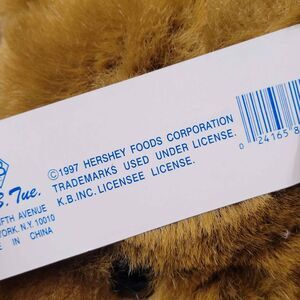 B. Tue.
FIFTH AVENUE
YORK, N.Y. 10010
IN CHINA
©1997 HERSHEY FOODS CORPORATION
TRADEMARKS USED UNDER LICENSE.
K.B.INC. LICENSEE LICENSE.
0 24165 8